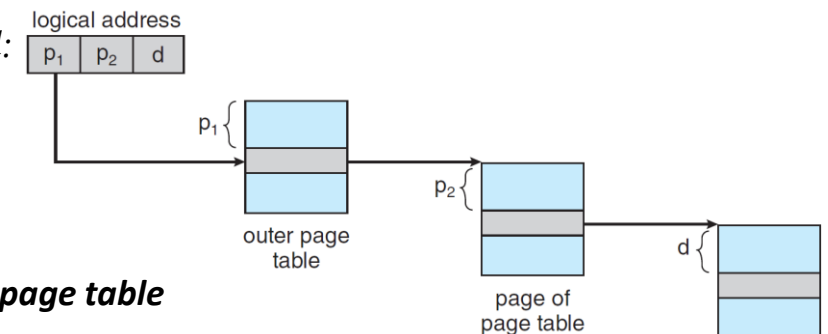 logical address
p₁ p₂ d
p₁
p₂
d
outer page
table
page table
page of
page table